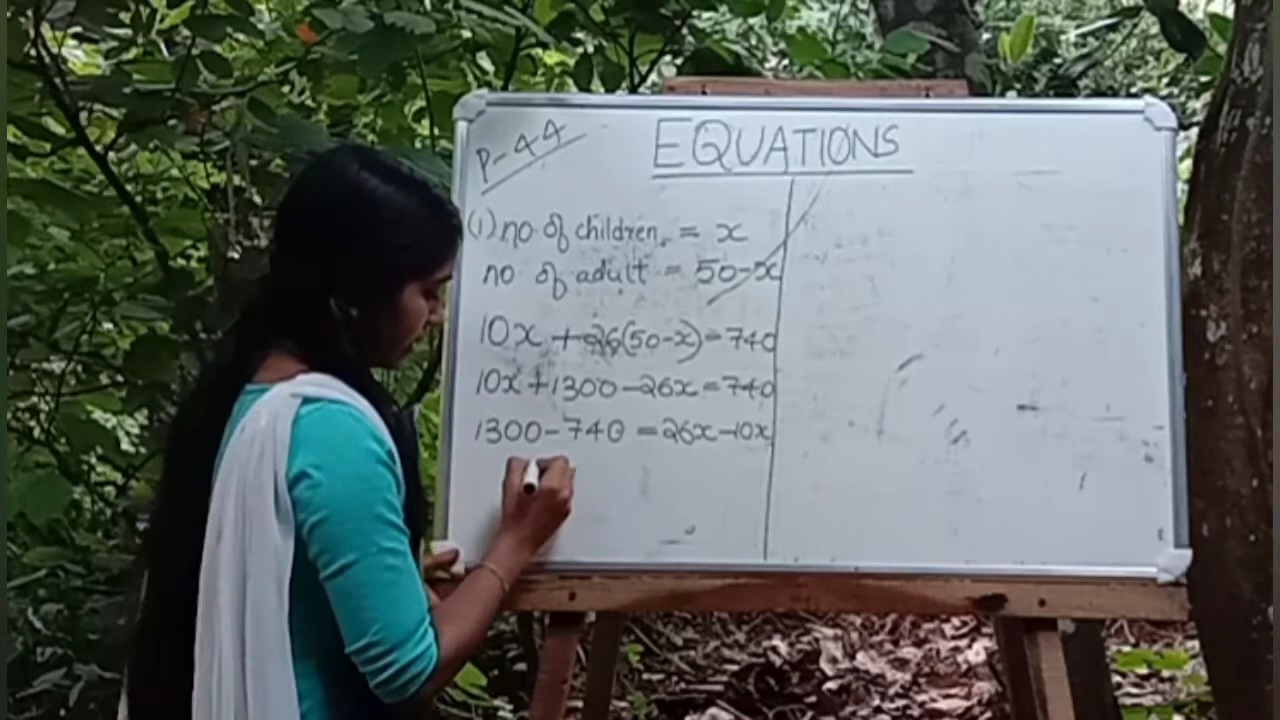 P-44
EQUATIONS
(1) no of children = x
no of adult = 50-x
10x + 26(50-x) = 740
10x + 1300 - 26x = 740
1300 - 740 = 26x - 10x